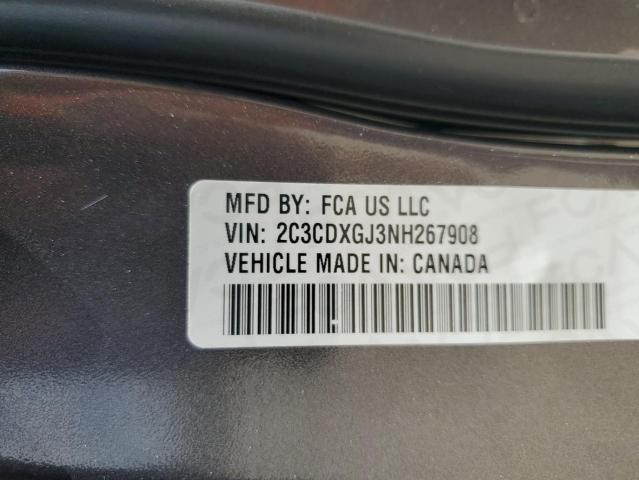 MFD BY: FCA US LLC
VIN: 2C3CDXGJ3NH267908
VEHICLE MADE IN: CANADA